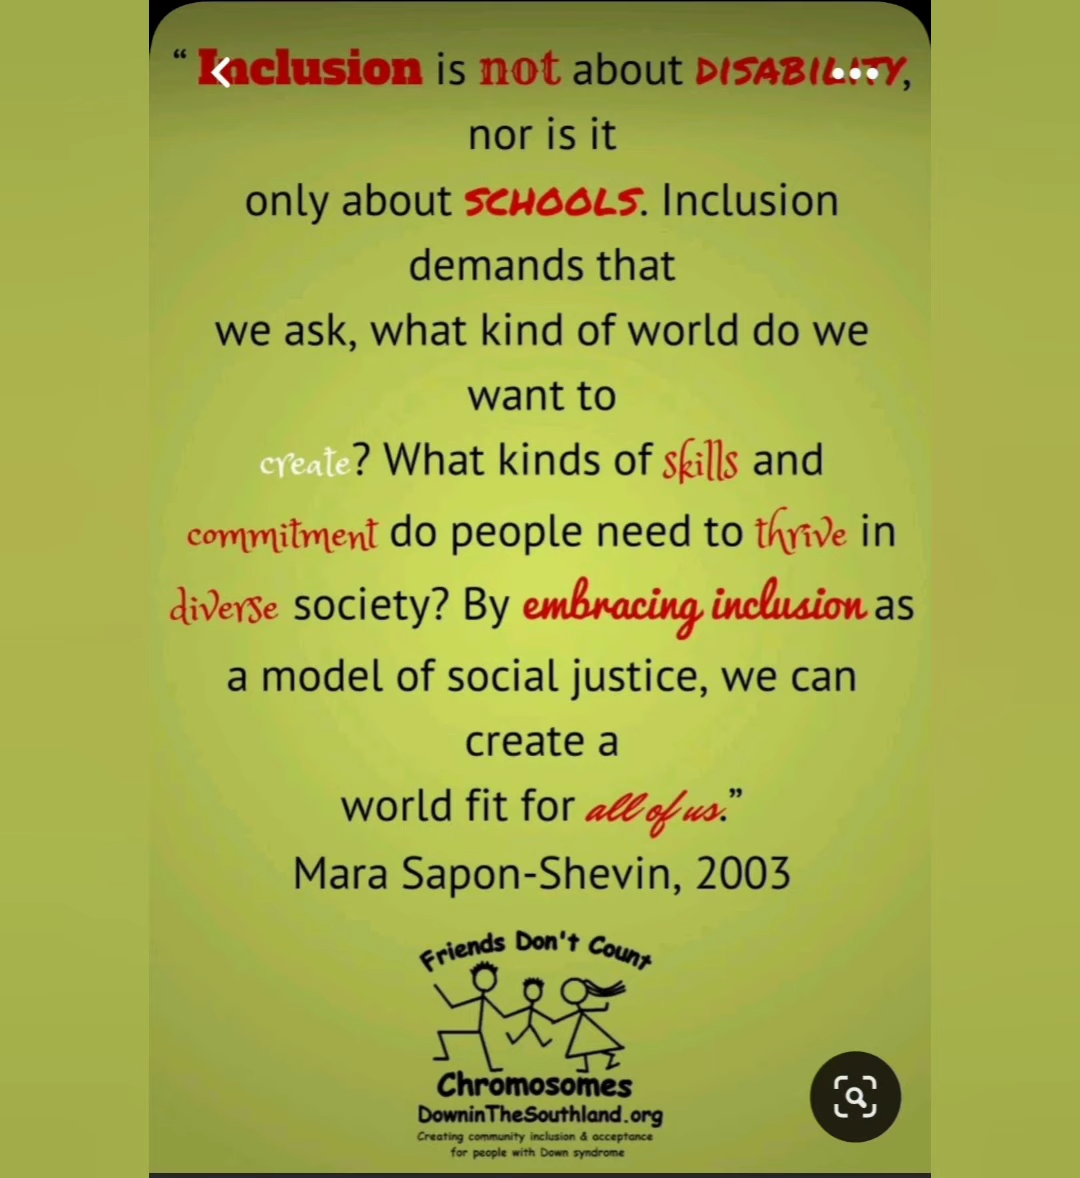 “ Inclusion is not about DISABILITY,
nor is it
only about SCHOOLS. Inclusion
demands that
we ask, what kind of world do we
want to
create? What kinds of skills and
commitment do people need to thrive in
diverse society? By embracing inclusion as
a model of social justice, we can
create a
world fit for all of us.”
Mara Sapon-Shevin, 2003
Friends Don't Count
Chromosomes
DowninTheSouthland.org
Creating community inclusion & acceptance
for people with Down syndrome